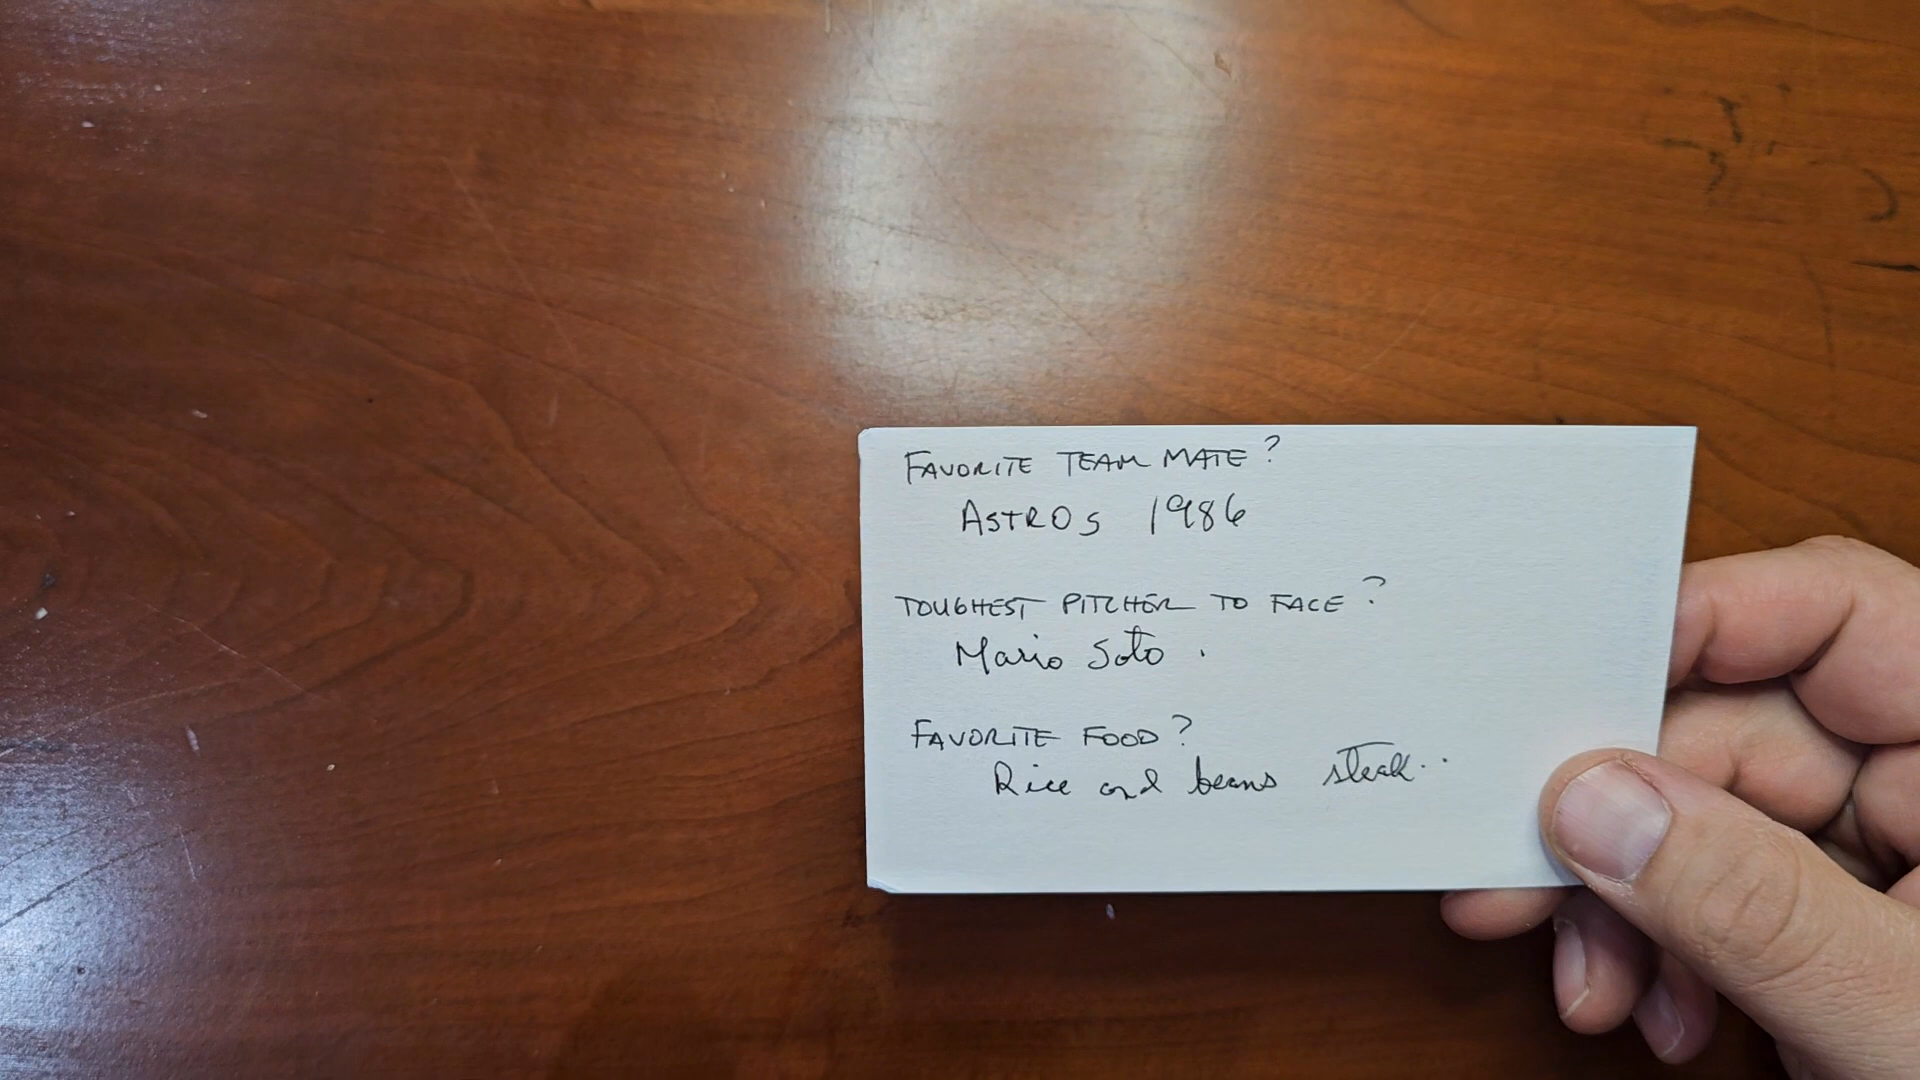 FAVORITE TEAM MATE?
ASTROS 1986
TOUGHEST PITCHER TO FACE?
Mario Soto.
FAVORITE FOOD?
Rice and beans steak..